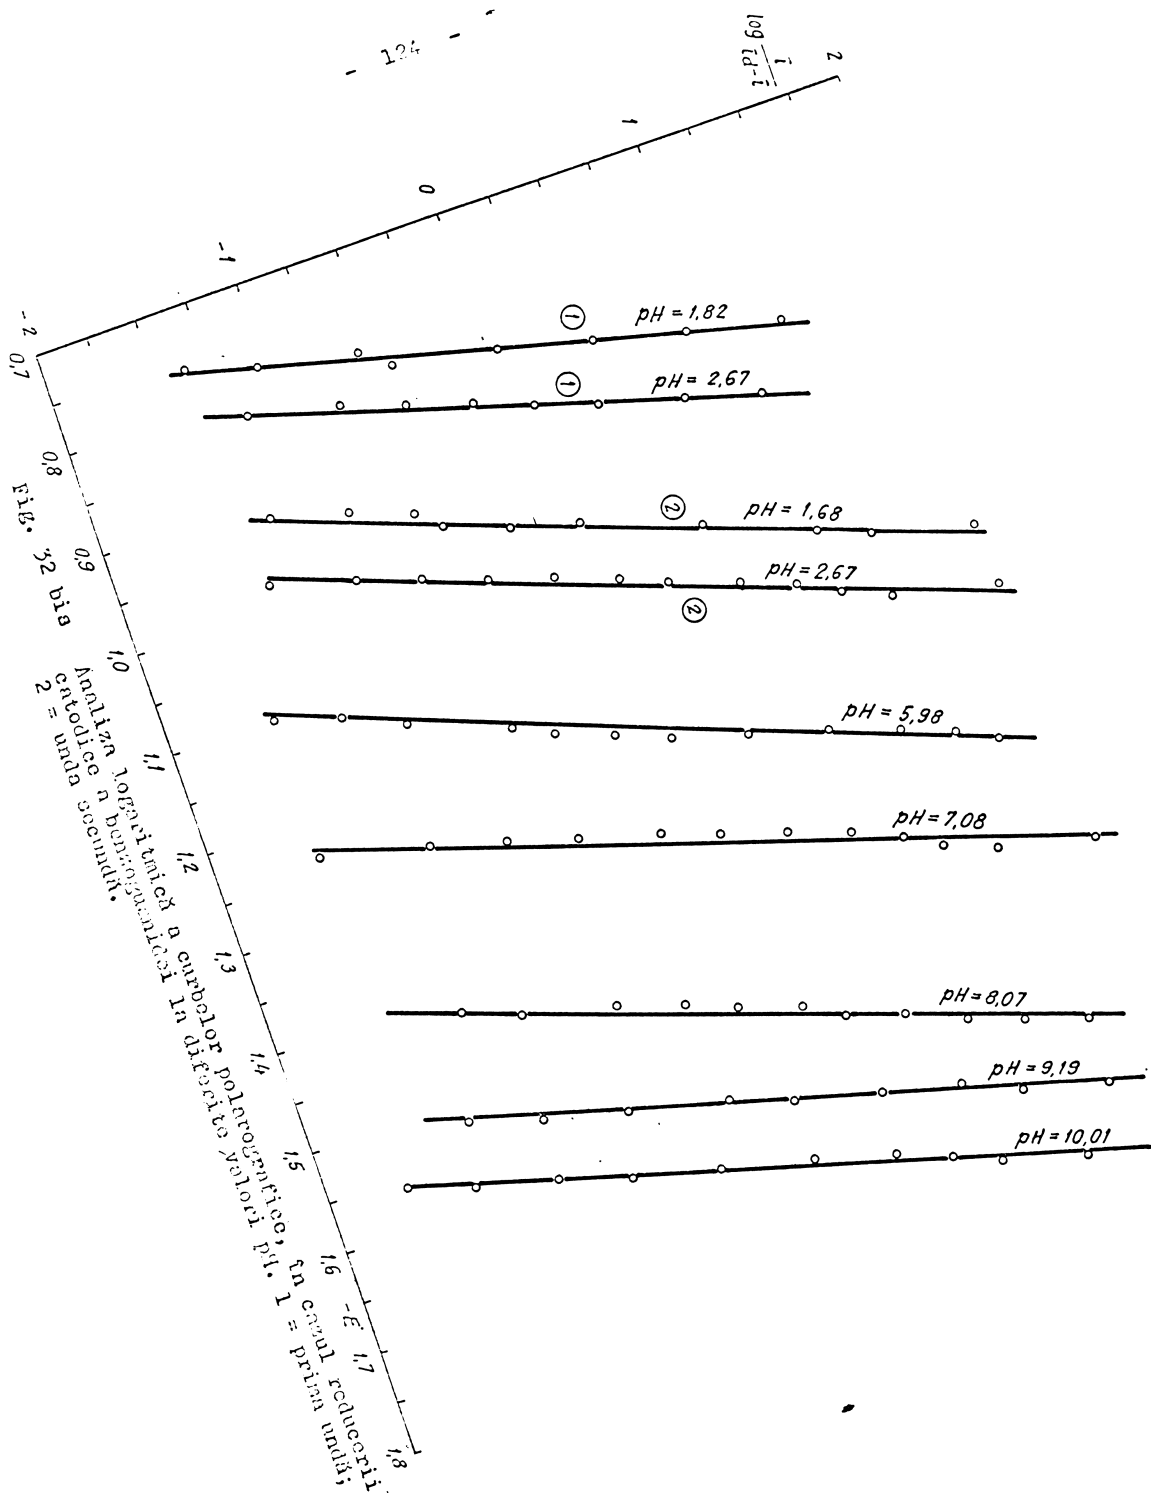 - 124 -
log i / id-i
2
1
0
-1
-2
0,7
0,8
0,9
1,0
1,1
1,2
1,3
1,4
1,5
1,6
-E
1,7
1,8
① pH = 1,82
① pH = 2,67
② pH = 1,68
pH = 2,67
②
pH = 5,98
pH = 7,08
pH = 8,07
pH = 9,19
pH = 10,01
Fig. 32 bis Analiza logaritmică a curbelor polarografice, în cazul reducerii
catodice a benzoguanidei la diferite valori pH. 1 = prima undă;
2 = unda secundă.